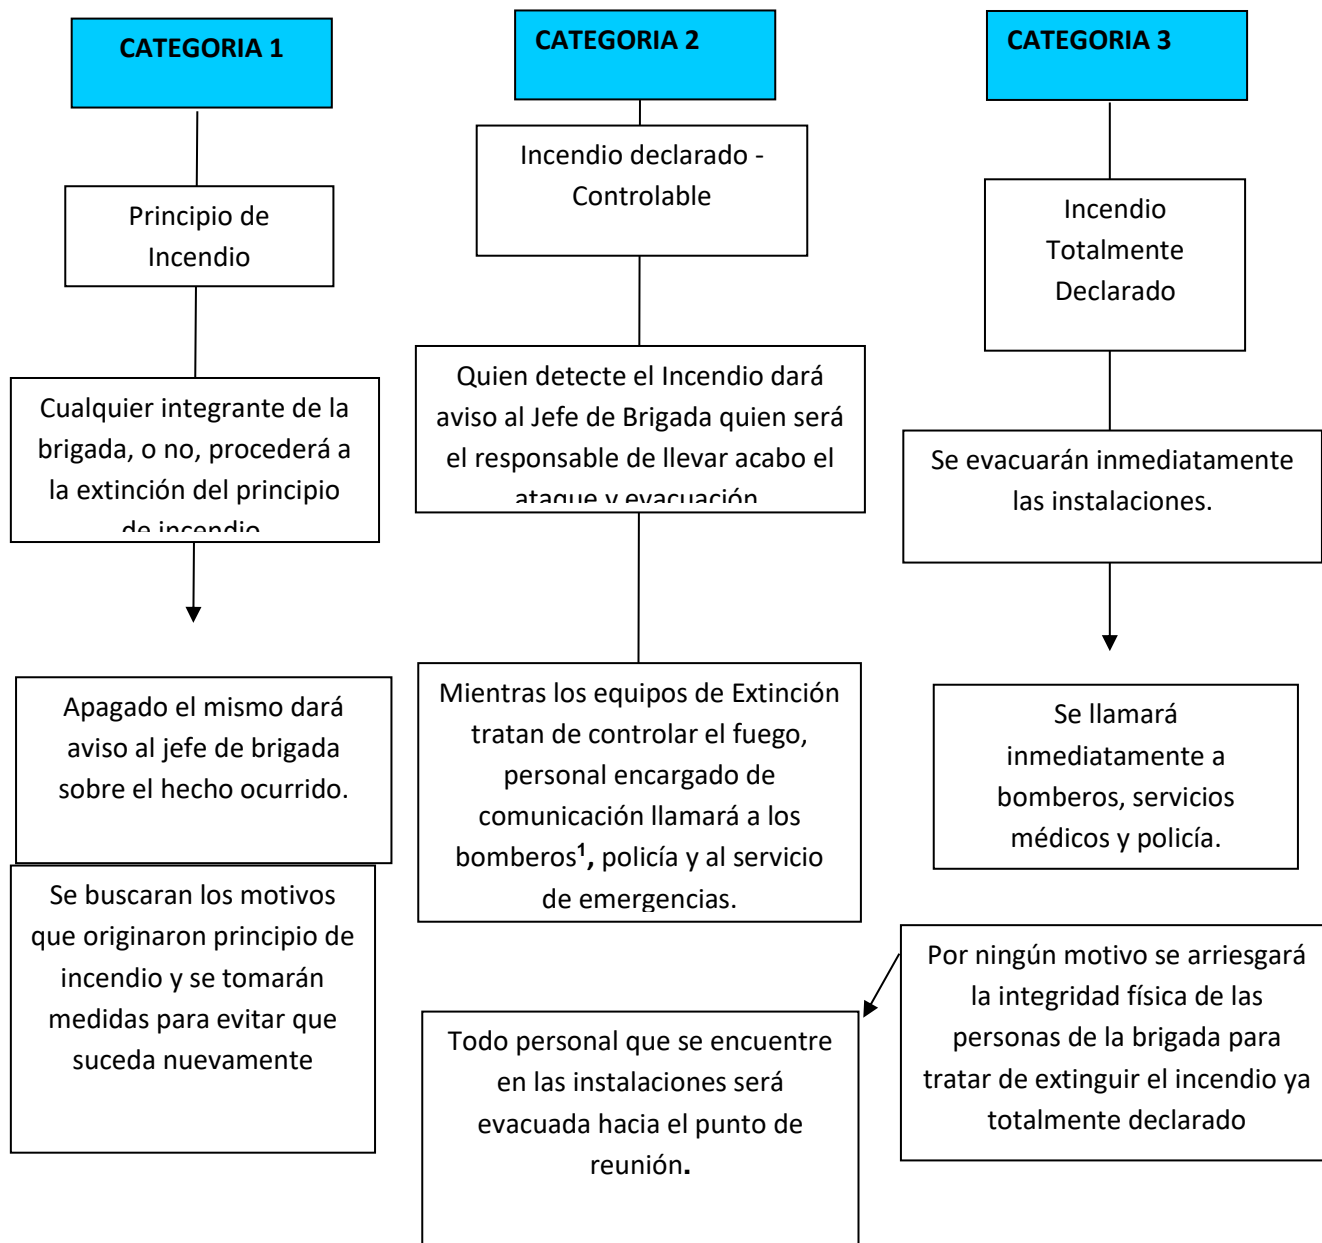 CATEGORIA 1
Principio de
Incendio
Cualquier integrante de la
brigada, o no, procederá a
la extinción del principio
de incendio
Apagado el mismo dará
aviso al jefe de brigada
sobre el hecho ocurrido.
Se buscaran los motivos
que originaron principio de
incendio y se tomarán
medidas para evitar que
suceda nuevamente
CATEGORIA 2
Incendio declarado -
Controlable
Quien detecte el Incendio dará
aviso al Jefe de Brigada quien será
el responsable de llevar acabo el
ataque y evacuación
Mientras los equipos de Extinción
tratan de controlar el fuego,
personal encargado de
comunicación llamará a los
bomberos¹, policía y al servicio
de emergencias.
Todo personal que se encuentre
en las instalaciones será
evacuada hacia el punto de
reunión.
CATEGORIA 3
Incendio
Totalmente
Declarado
Se evacuarán inmediatamente
las instalaciones.
Se llamará
inmediatamente a
bomberos, servicios
médicos y policía.
Por ningún motivo se arriesgará
la integridad física de las
personas de la brigada para
tratar de extinguir el incendio ya
totalmente declarado